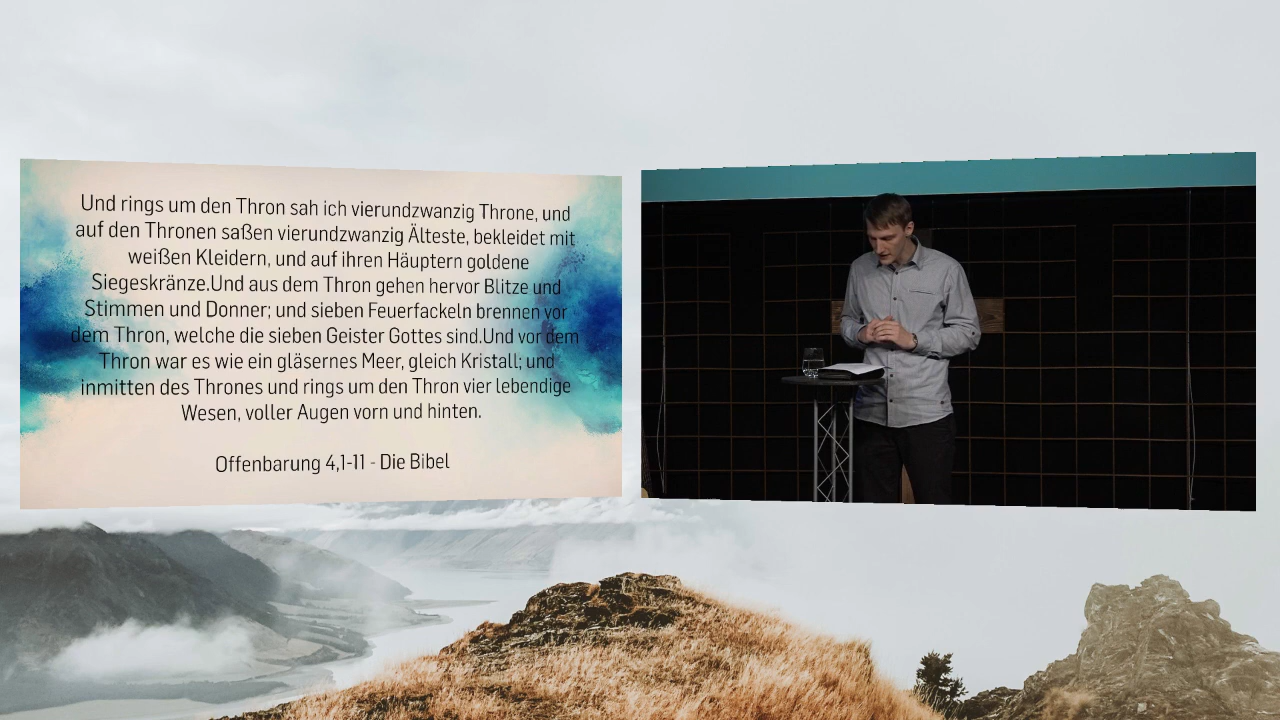 Und rings um den Thron sah ich vierundzwanzig Throne, und
auf den Thronen saßen vierundzwanzig Älteste, bekleidet mit
weißen Kleidern, und auf ihren Häuptern goldene
Siegeskränze.Und aus dem Thron gehen hervor Blitze und
Stimmen und Donner; und sieben Feuerfackeln brennen vor
dem Thron, welche die sieben Geister Gottes sind.Und vor dem
Thron war es wie ein gläsernes Meer, gleich Kristall; und
inmitten des Thrones und rings um den Thron vier lebendige
Wesen, voller Augen vorn und hinten.
Offenbarung 4,1-11 - Die Bibel